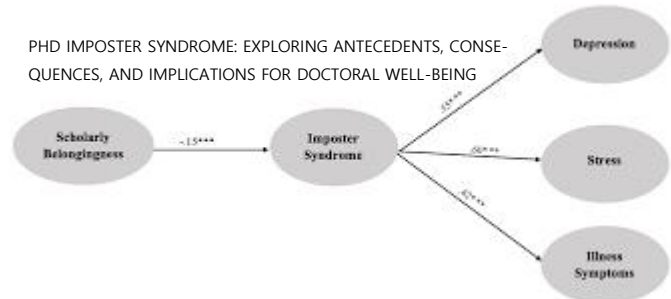 PHD IMPOSTER SYNDROME: EXPLORING ANTECEDENTS, CONSE-
QUENCES, AND IMPLICATIONS FOR DOCTORAL WELL-BEING
Depression
Scholarly
Belongingness
-.15***
Imposter
Syndrome
Stress
.42***
Illness
Symptoms